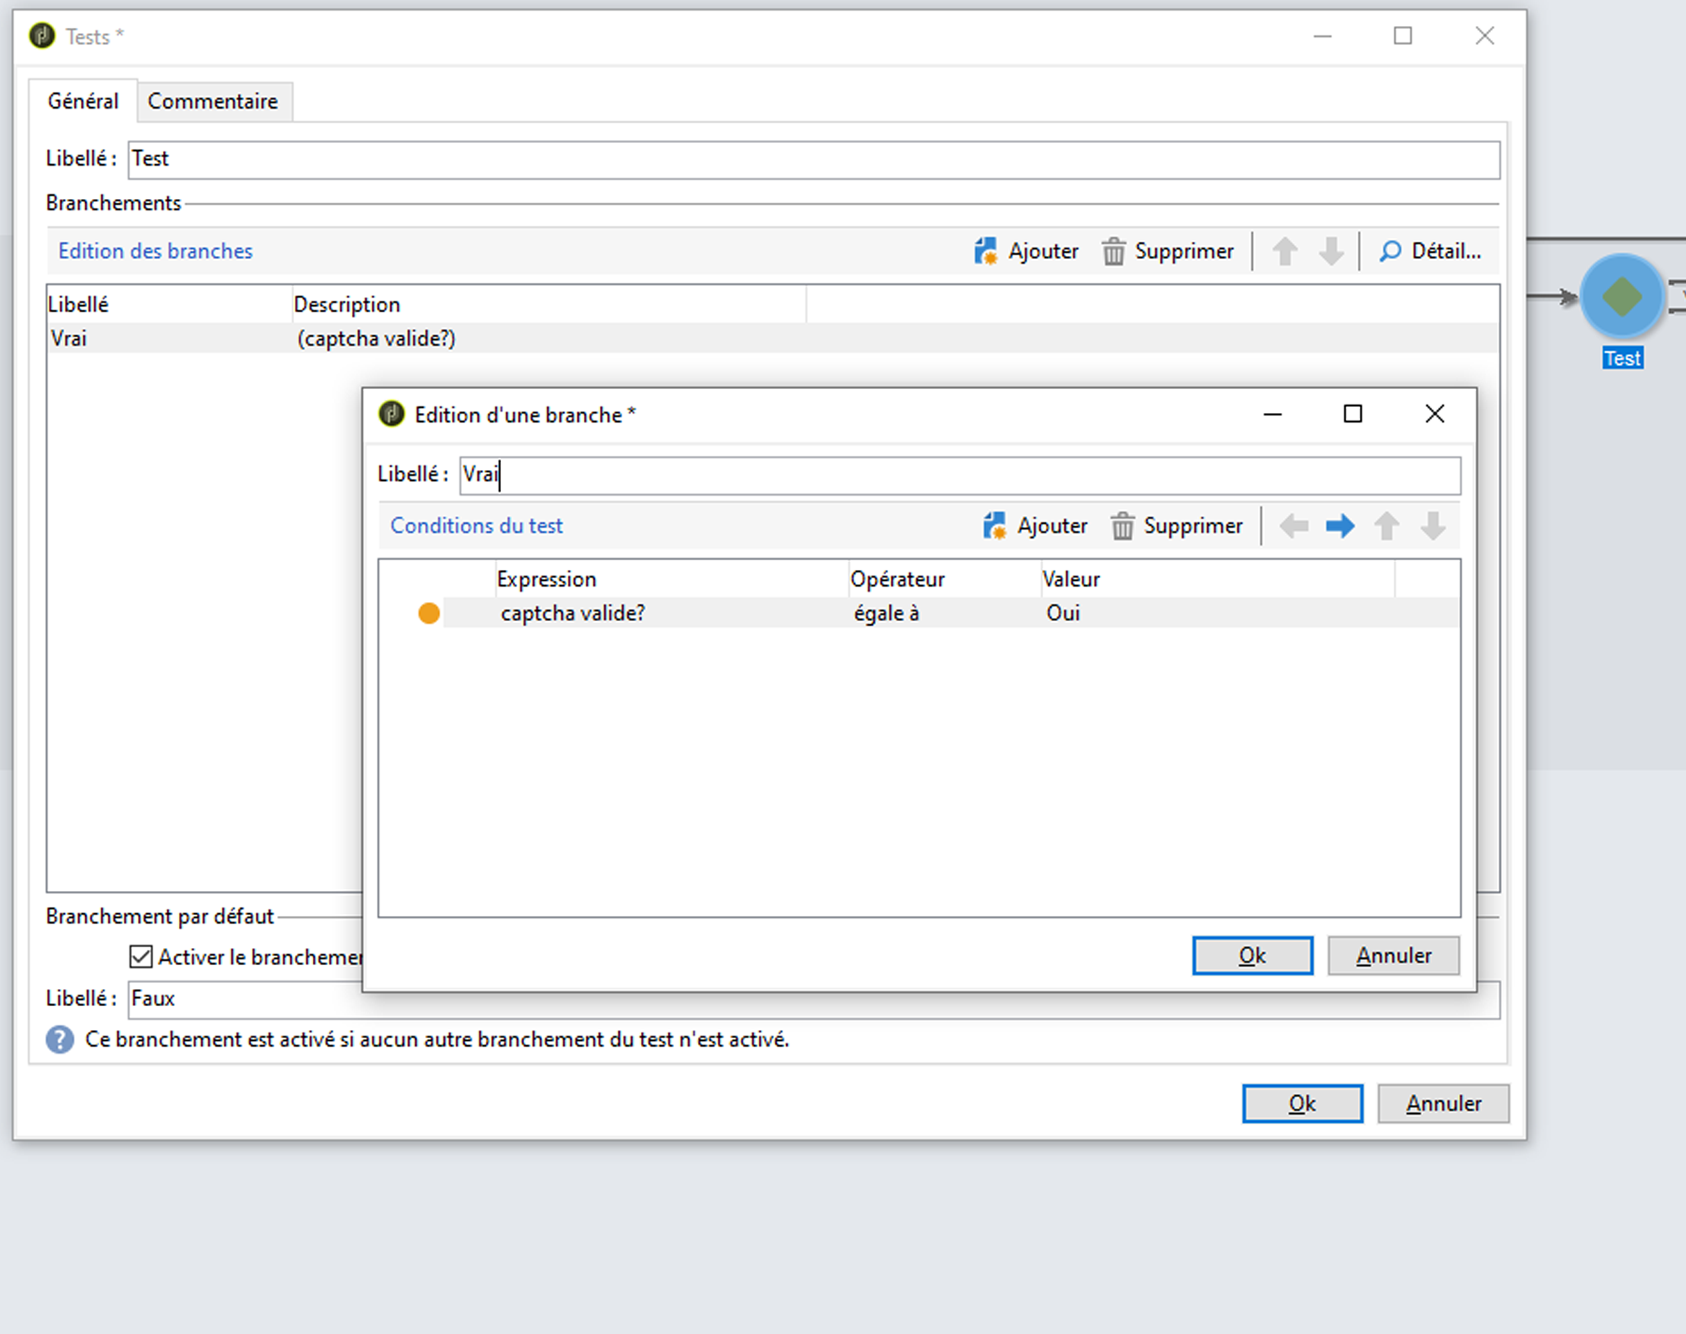 Tests *
Général
Commentaire
Libellé : Test
Branchements
Edition des branches
Ajouter
Supprimer
Détail...
Libellé
Description
Vrai
(captcha valide?)
Test
Edition d'une branche *
Libellé : Vrai
Conditions du test
Ajouter
Supprimer
Expression
Opérateur
Valeur
captcha valide?
égale à
Oui
Ok
Annuler
Branchement par défaut
Activer le branchemen
Libellé : Faux
? Ce branchement est activé si aucun autre branchement du test n'est activé.
Ok
Annuler